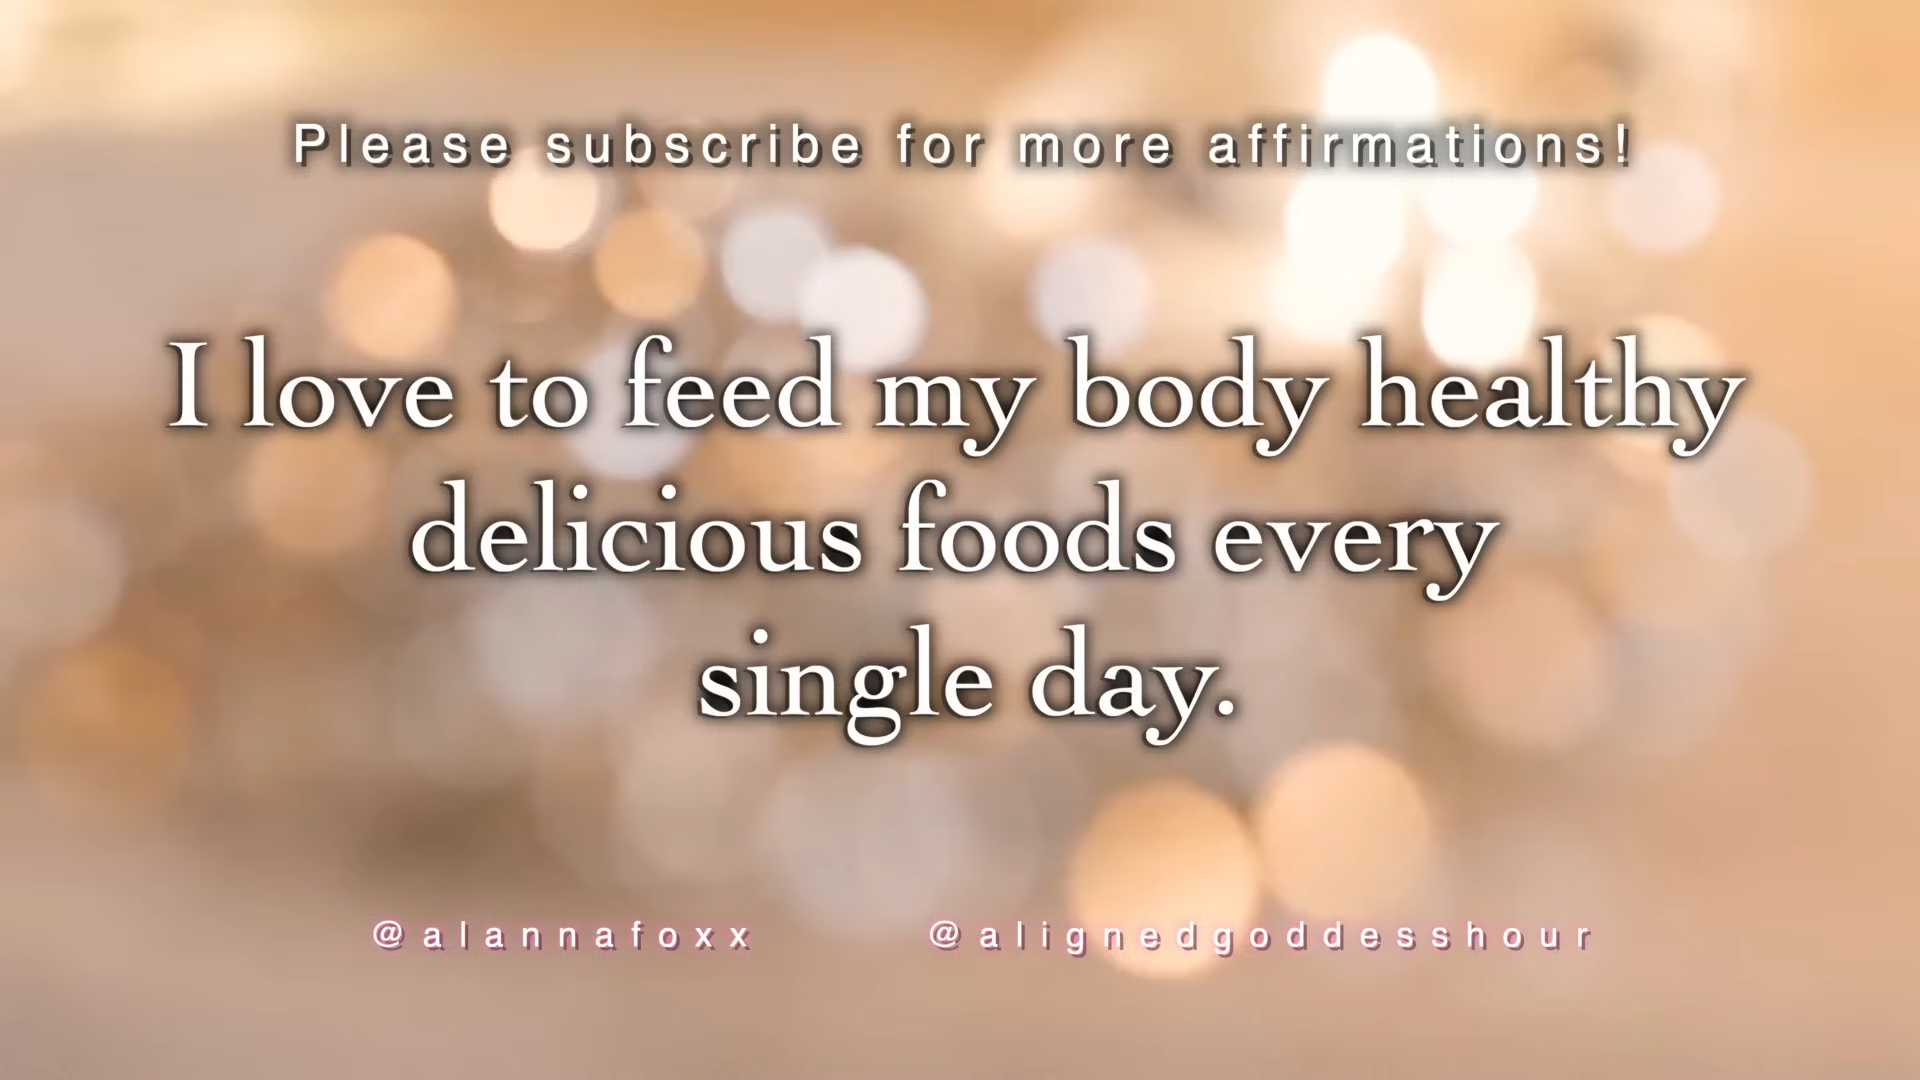 Please subscribe for more affirmations!
I love to feed my body healthy
delicious foods every
single day.
@alannafoxx @alignedgoddesshour